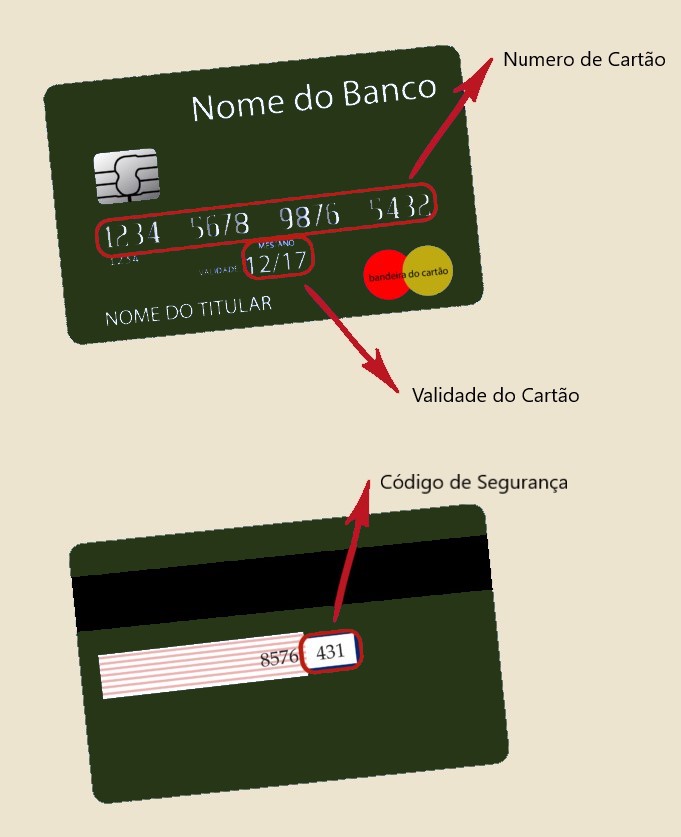 Numero de Cartão
Nome do Banco
1234 5678 9876 5432
1234
MES/ANO
VALIDADE 12/17
bandeira do cartão
NOME DO TITULAR
Validade do Cartão
Código de Segurança
8576 431